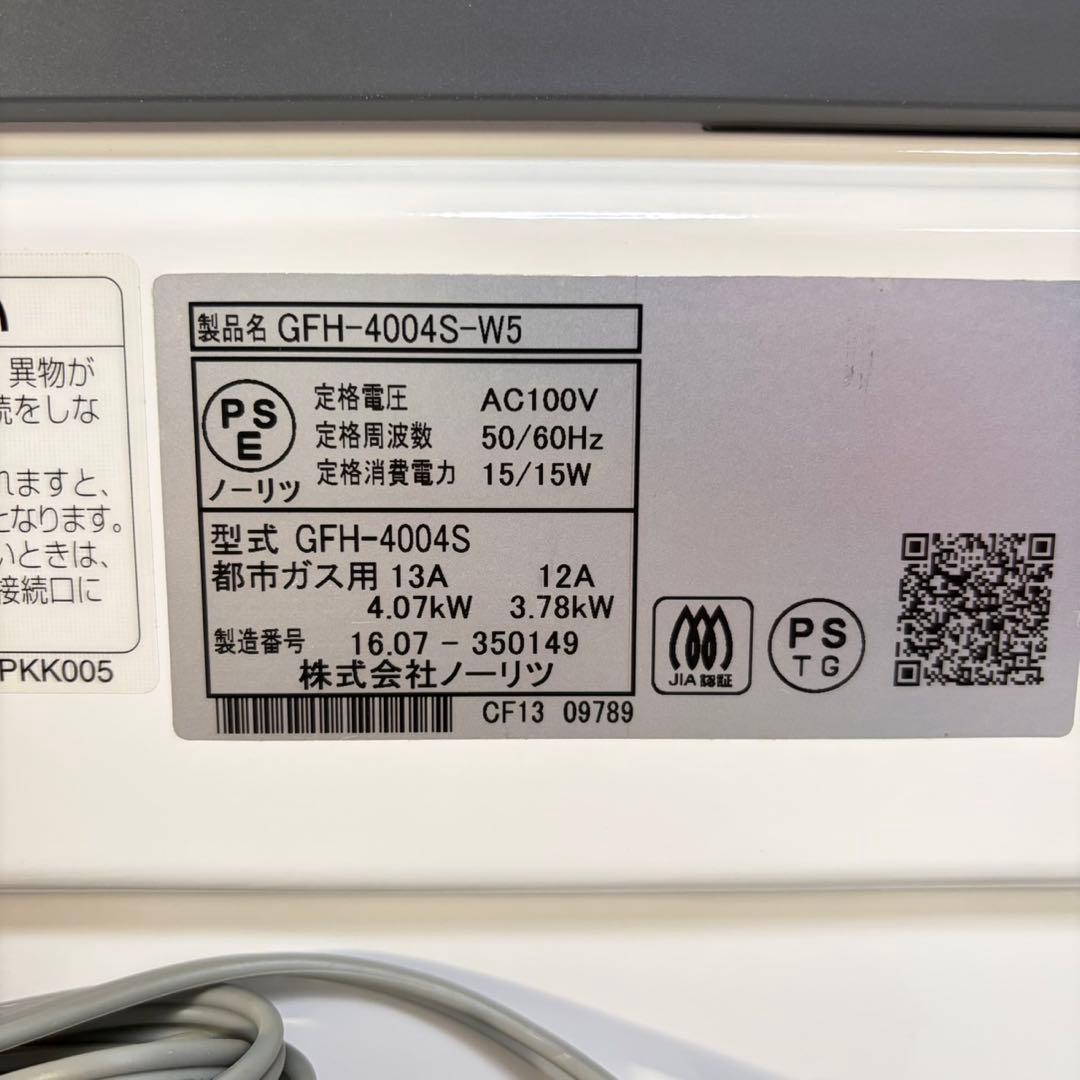 異物が
続をしな
れますと、
となります。
いときは、
接続口に
PKK005
製品名 GFH-4004S-W5
PSE
ノーリツ
定格電圧 AC100V
定格周波数 50/60Hz
定格消費電力 15/15W
型式 GFH-4004S
都市ガス用 13A 12A
4.07kW 3.78kW
製造番号 16.07 - 350149
株式会社ノーリツ
CF13 09789
JIA 認証
PS
TG